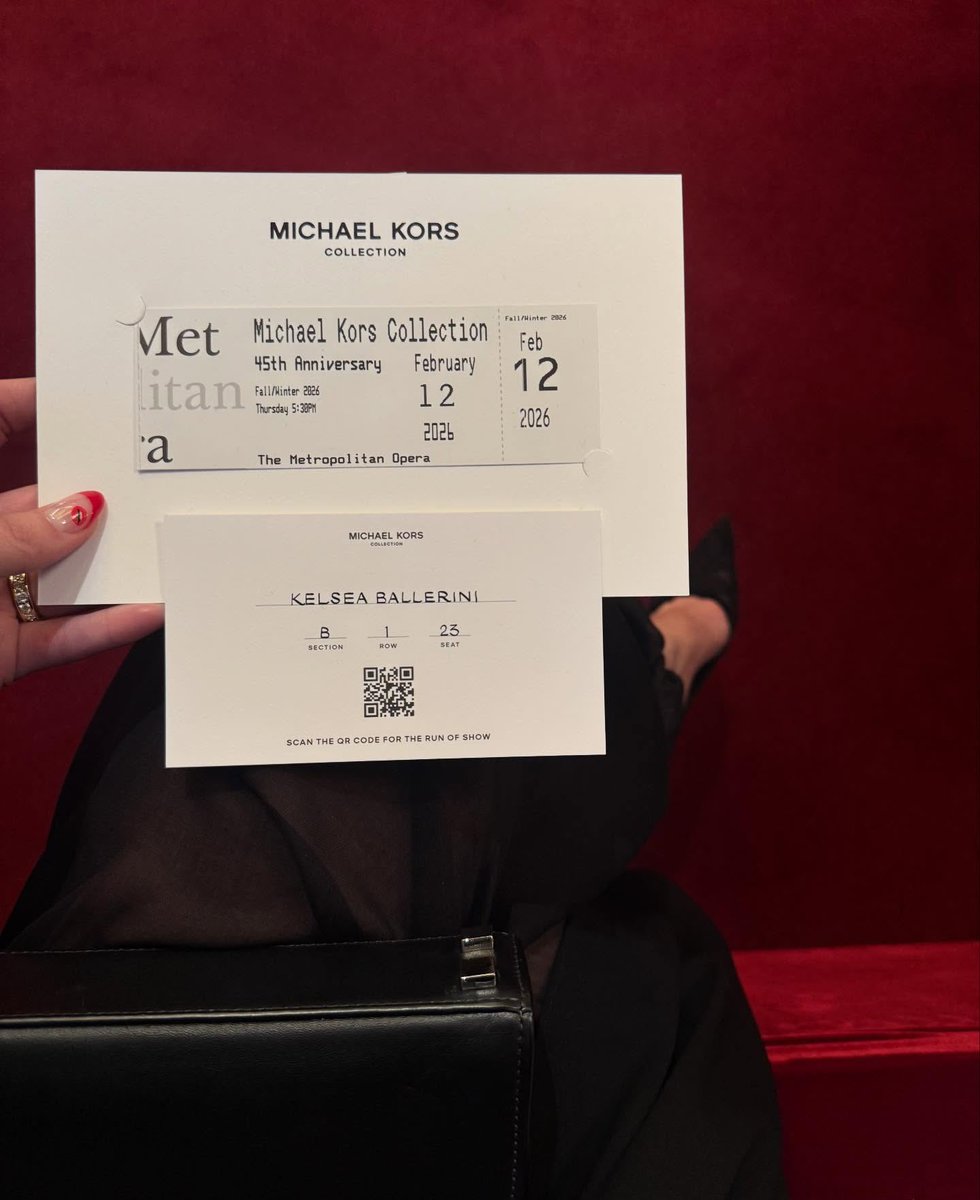 MICHAEL KORS
COLLECTION
Met
Michael Kors Collection
Fall/Winter 2026
itan
45th Anniversary
February
Feb
Fall/Winter 2026
12
12
Thursday 5:30PM
2026
2026
ra
The Metropolitan Opera
MICHAEL KORS
COLLECTION
KELSEA BALLERINI
B 1 23
SECTION ROW SEAT
SCAN THE QR CODE FOR THE RUN OF SHOW